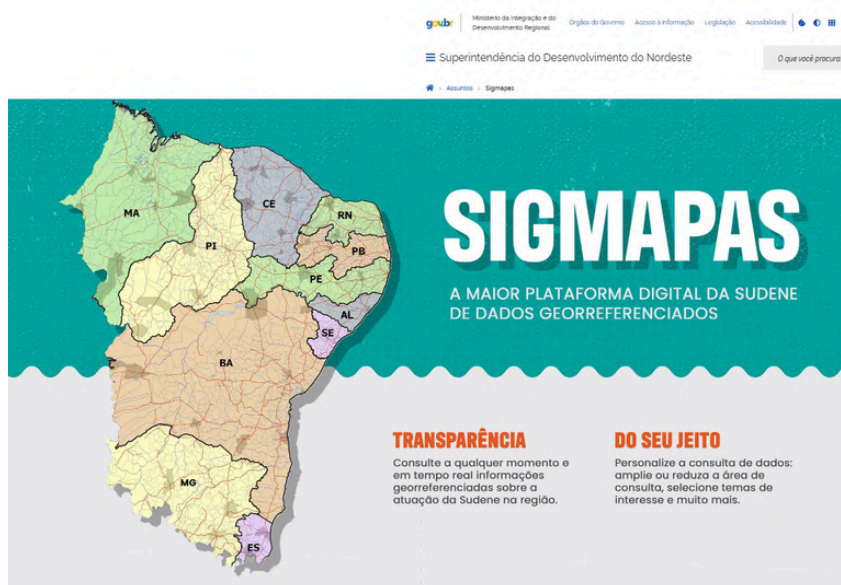 gov.br
Ministério da Integração e do
Desenvolvimento Regional
Órgãos do Governo Acesso à Informação Legislação Acessibilidade
Superintendência do Desenvolvimento do Nordeste
O que você procura
Assuntos > Sigmapas
MA
PI
CE
RN
PB
PE
AL
SE
BA
MG
ES
SIGMAPAS
A MAIOR PLATAFORMA DIGITAL DA SUDENE
DE DADOS GEORREFERENCIADOS
TRANSPARÊNCIA
Consulte a qualquer momento e
em tempo real informações
georreferenciadas sobre a
atuação da Sudene na região.
DO SEU JEITO
Personalize a consulta de dados:
amplie ou reduza a área de
consulta, selecione temas de
interesse e muito mais.